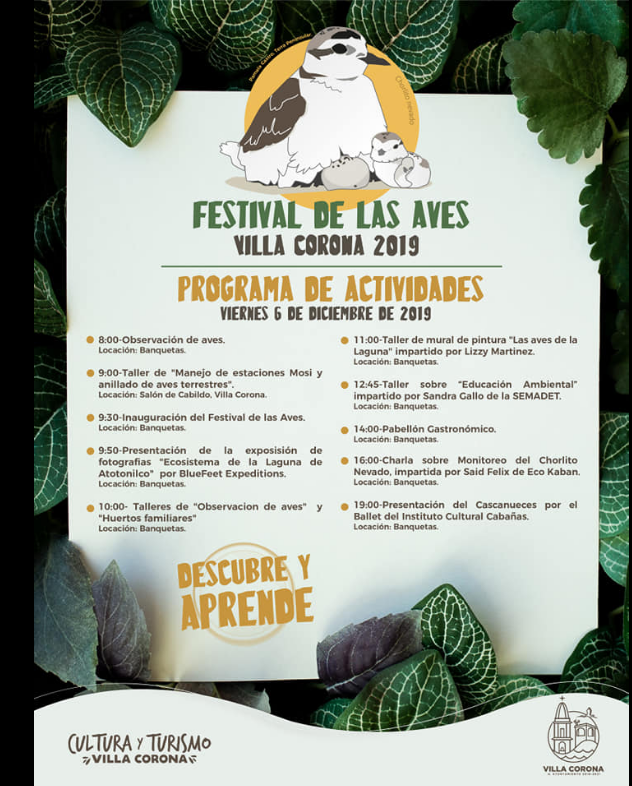 Ramara Castro, Terra Peninsular
Chorlito nevado
FESTIVAL DE LAS AVES
VILLA CORONA 2019
PROGRAMA DE ACTIVIDADES
VIERNES 6 DE DICIEMBRE DE 2019
8:00-Observación de aves.
Locación: Banquetas.
9:00-Taller de "Manejo de estaciones Mosi y
anillado de aves terrestres".
Locación: Salón de Cabildo, Villa Corona.
9:30-Inauguración del Festival de las Aves.
Locación: Banquetas.
9:50-Presentación de la exposisión de
fotografías "Ecosistema de la Laguna de
Atotonilco" por BlueFeet Expeditions.
Locación: Banquetas.
10:00- Talleres de "Observacion de aves" y
"Huertos familiares"
Locación: Banquetas.
11:00-Taller de mural de pintura "Las aves de la
Laguna" impartido por Lizzy Martinez.
Locación: Banquetas.
12:45-Taller sobre "Educación Ambiental"
impartido por Sandra Gallo de la SEMADET.
Locación: Banquetas.
14:00-Pabellón Gastronómico.
Locación: Banquetas.
16:00-Charla sobre Monitoreo del Chorlito
Nevado, impartida por Said Felix de Eco Kaban.
Locación: Banquetas.
19:00-Presentación del Cascanueces por el
Ballet del Instituto Cultural Cabañas.
Locación: Banquetas.
DESCUBRE Y
APRENDE
CULTURA Y TURISMO
VILLA CORONA
VILLA CORONA